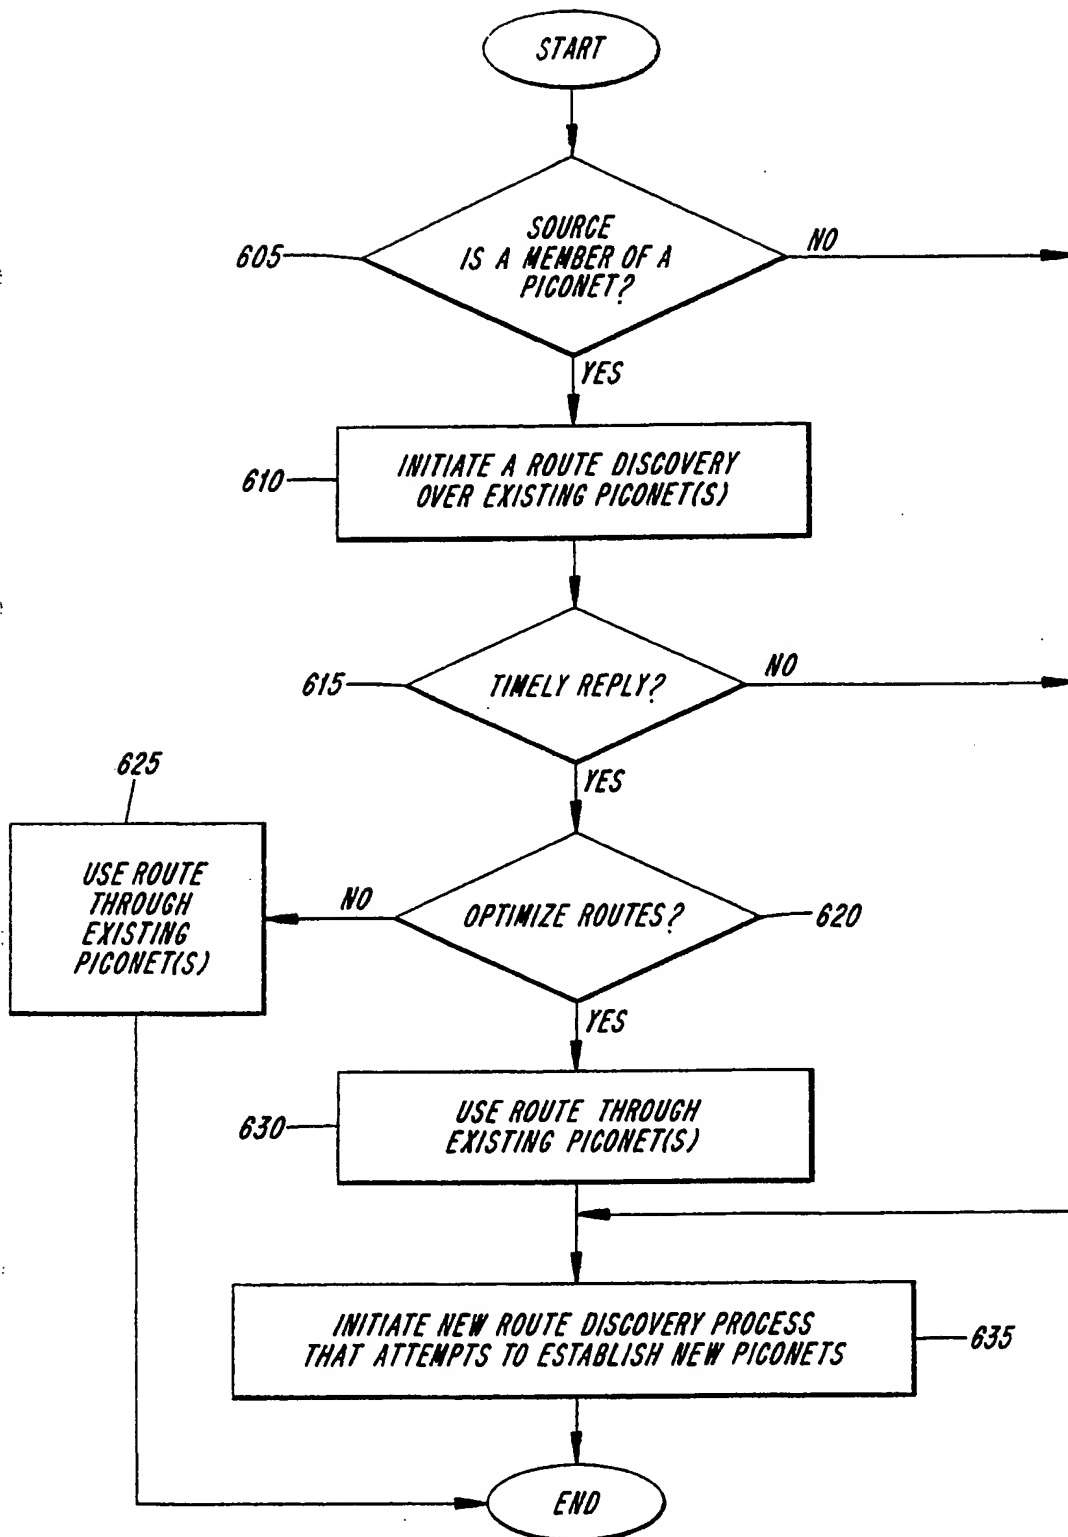 START
SOURCE
IS A MEMBER OF A
PICONET?
605
NO
YES
INITIATE A ROUTE DISCOVERY
OVER EXISTING PICONET(S)
610
TIMELY REPLY?
615
NO
YES
625
USE ROUTE
THROUGH
EXISTING
PICONET(S)
NO
OPTIMIZE ROUTES?
620
YES
USE ROUTE THROUGH
EXISTING PICONET(S)
630
INITIATE NEW ROUTE DISCOVERY PROCESS
THAT ATTEMPTS TO ESTABLISH NEW PICONETS
635
END